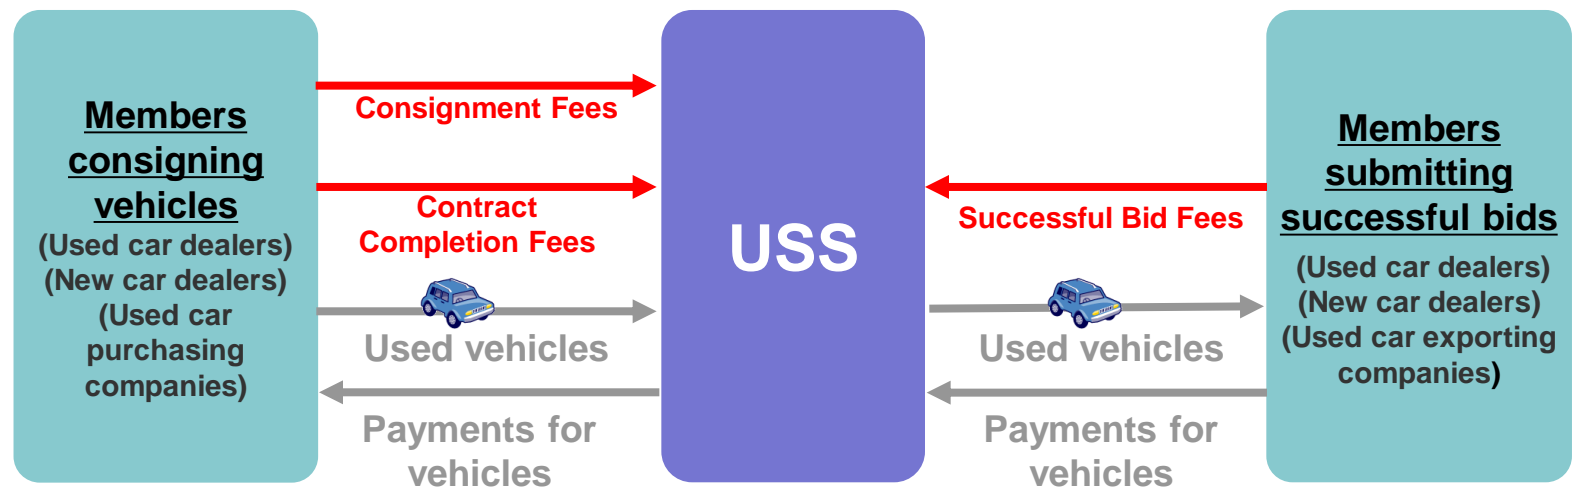 Members
consigning
vehicles
(Used car dealers)
(New car dealers)
(Used car
purchasing
companies)
Consignment Fees
Contract
Completion Fees
Used vehicles
Payments for
vehicles
USS
Successful Bid Fees
Used vehicles
Payments for
vehicles
Members
submitting
successful bids
(Used car dealers)
(New car dealers)
(Used car exporting
companies)